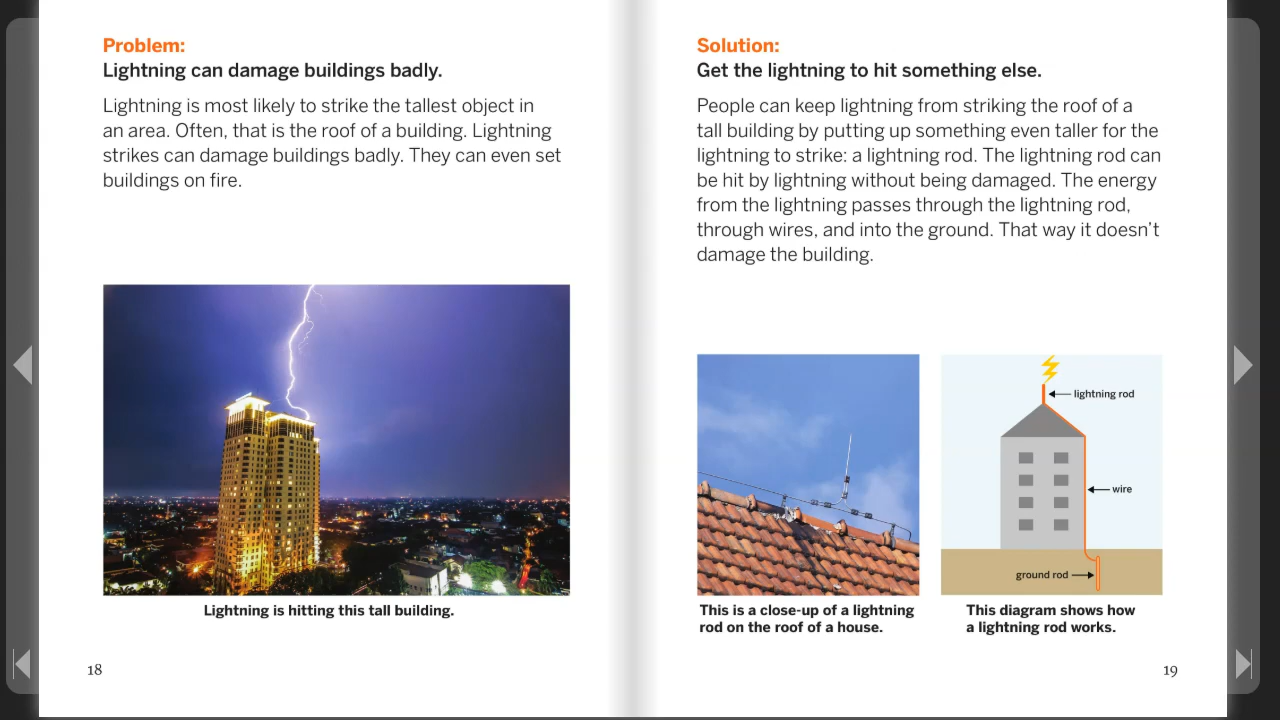 Problem:
Lightning can damage buildings badly.
Lightning is most likely to strike the tallest object in
an area. Often, that is the roof of a building. Lightning
strikes can damage buildings badly. They can even set
buildings on fire.
Lightning is hitting this tall building.
18
Solution:
Get the lightning to hit something else.
People can keep lightning from striking the roof of a
tall building by putting up something even taller for the
lightning to strike: a lightning rod. The lightning rod can
be hit by lightning without being damaged. The energy
from the lightning passes through the lightning rod,
through wires, and into the ground. That way it doesn't
damage the building.
This is a close-up of a lightning
rod on the roof of a house.
lightning rod
wire
ground rod
This diagram shows how
a lightning rod works.
19